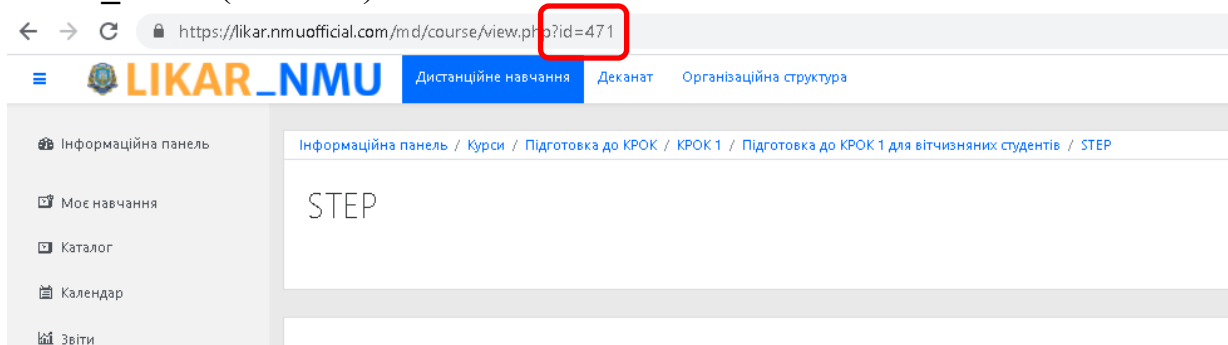 https://likar.nmuofficial.com/md/course/view.php?id=471
LIKAR_NMU Дистанційне навчання Деканат Організаційна структура
Інформаційна панель
Інформаційна панель / Курси / Підготовка до КРОК / КРОК 1 / Підготовка до КРОК 1 для вітчизняних студентів / STEP
Моє навчання
STEP
Каталог
Календар
Звіти